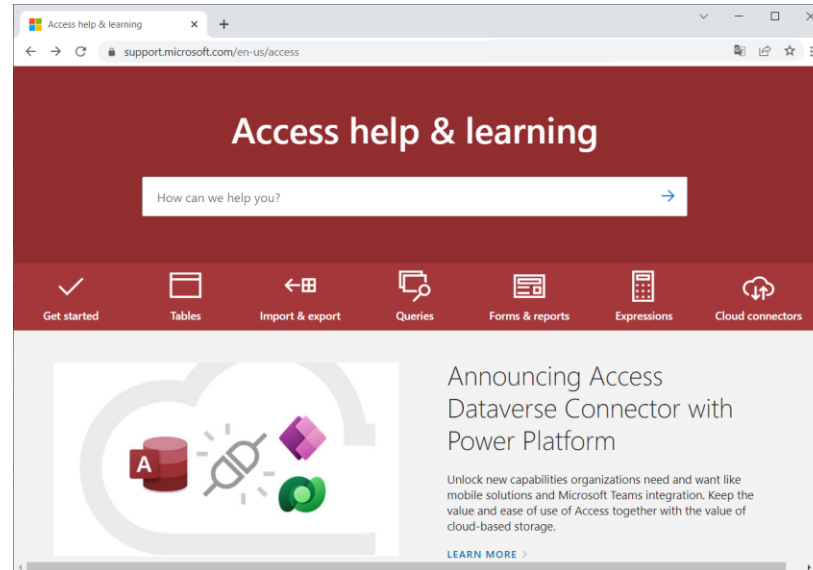 Access help & learning
support.microsoft.com/en-us/access
Access help & learning
How can we help you?
Get started
Tables
Import & export
Queries
Forms & reports
Expressions
Cloud connectors
A
Announcing Access
Dataverse Connector with
Power Platform
Unlock new capabilities organizations need and want like
mobile solutions and Microsoft Teams integration. Keep the
value and ease of use of Access together with the value of
cloud-based storage.
LEARN MORE >